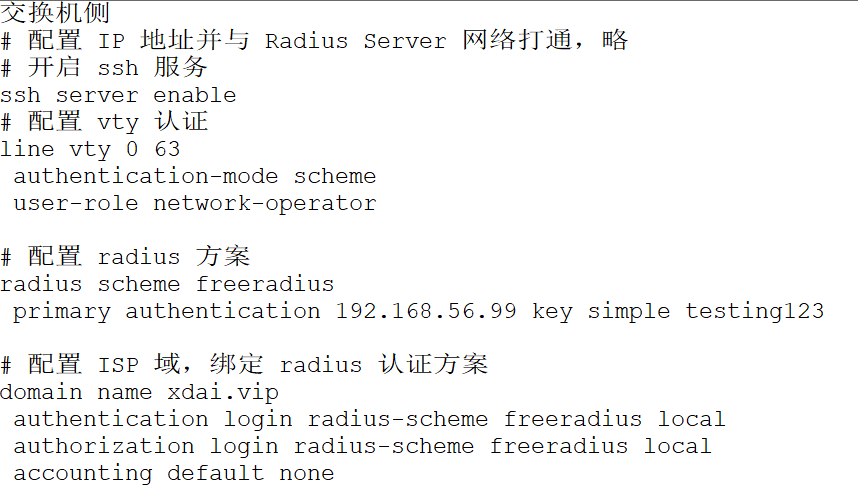 交换机侧
# 配置 IP 地址并与 Radius Server 网络打通，略
# 开启 ssh 服务
ssh server enable
# 配置 vty 认证
line vty 0 63
 authentication-mode scheme
 user-role network-operator

# 配置 radius 方案
radius scheme freeradius
 primary authentication 192.168.56.99 key simple testing123

# 配置 ISP 域，绑定 radius 认证方案
domain name xdai.vip
 authentication login radius-scheme freeradius local
 authorization login radius-scheme freeradius local
 accounting default none